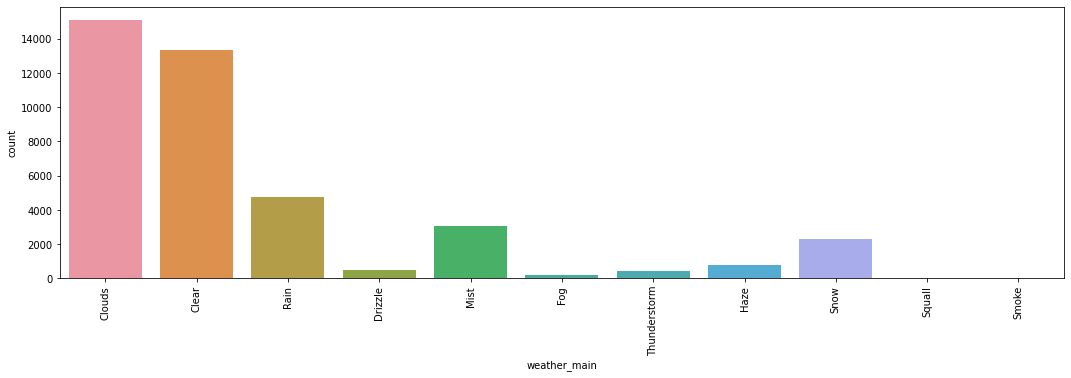 14000
12000
10000
8000
6000
4000
2000
0
count
Clouds
Clear
Rain
Drizzle
Mist
Fog
Thunderstorm
Haze
Snow
Squall
Smoke
weather_main